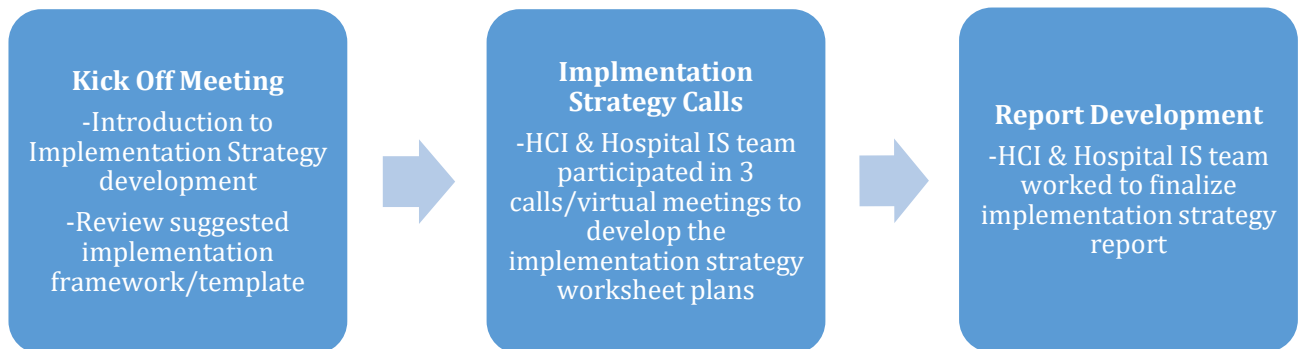 Kick Off Meeting
-Introduction to
Implementation Strategy
development
-Review suggested
implementation
framework/template
Implmentation
Strategy Calls
-HCI & Hospital IS team
participated in 3
calls/virtual meetings to
develop the
implementation strategy
worksheet plans
Report Development
-HCI & Hospital IS team
worked to finalize
implementation strategy
report